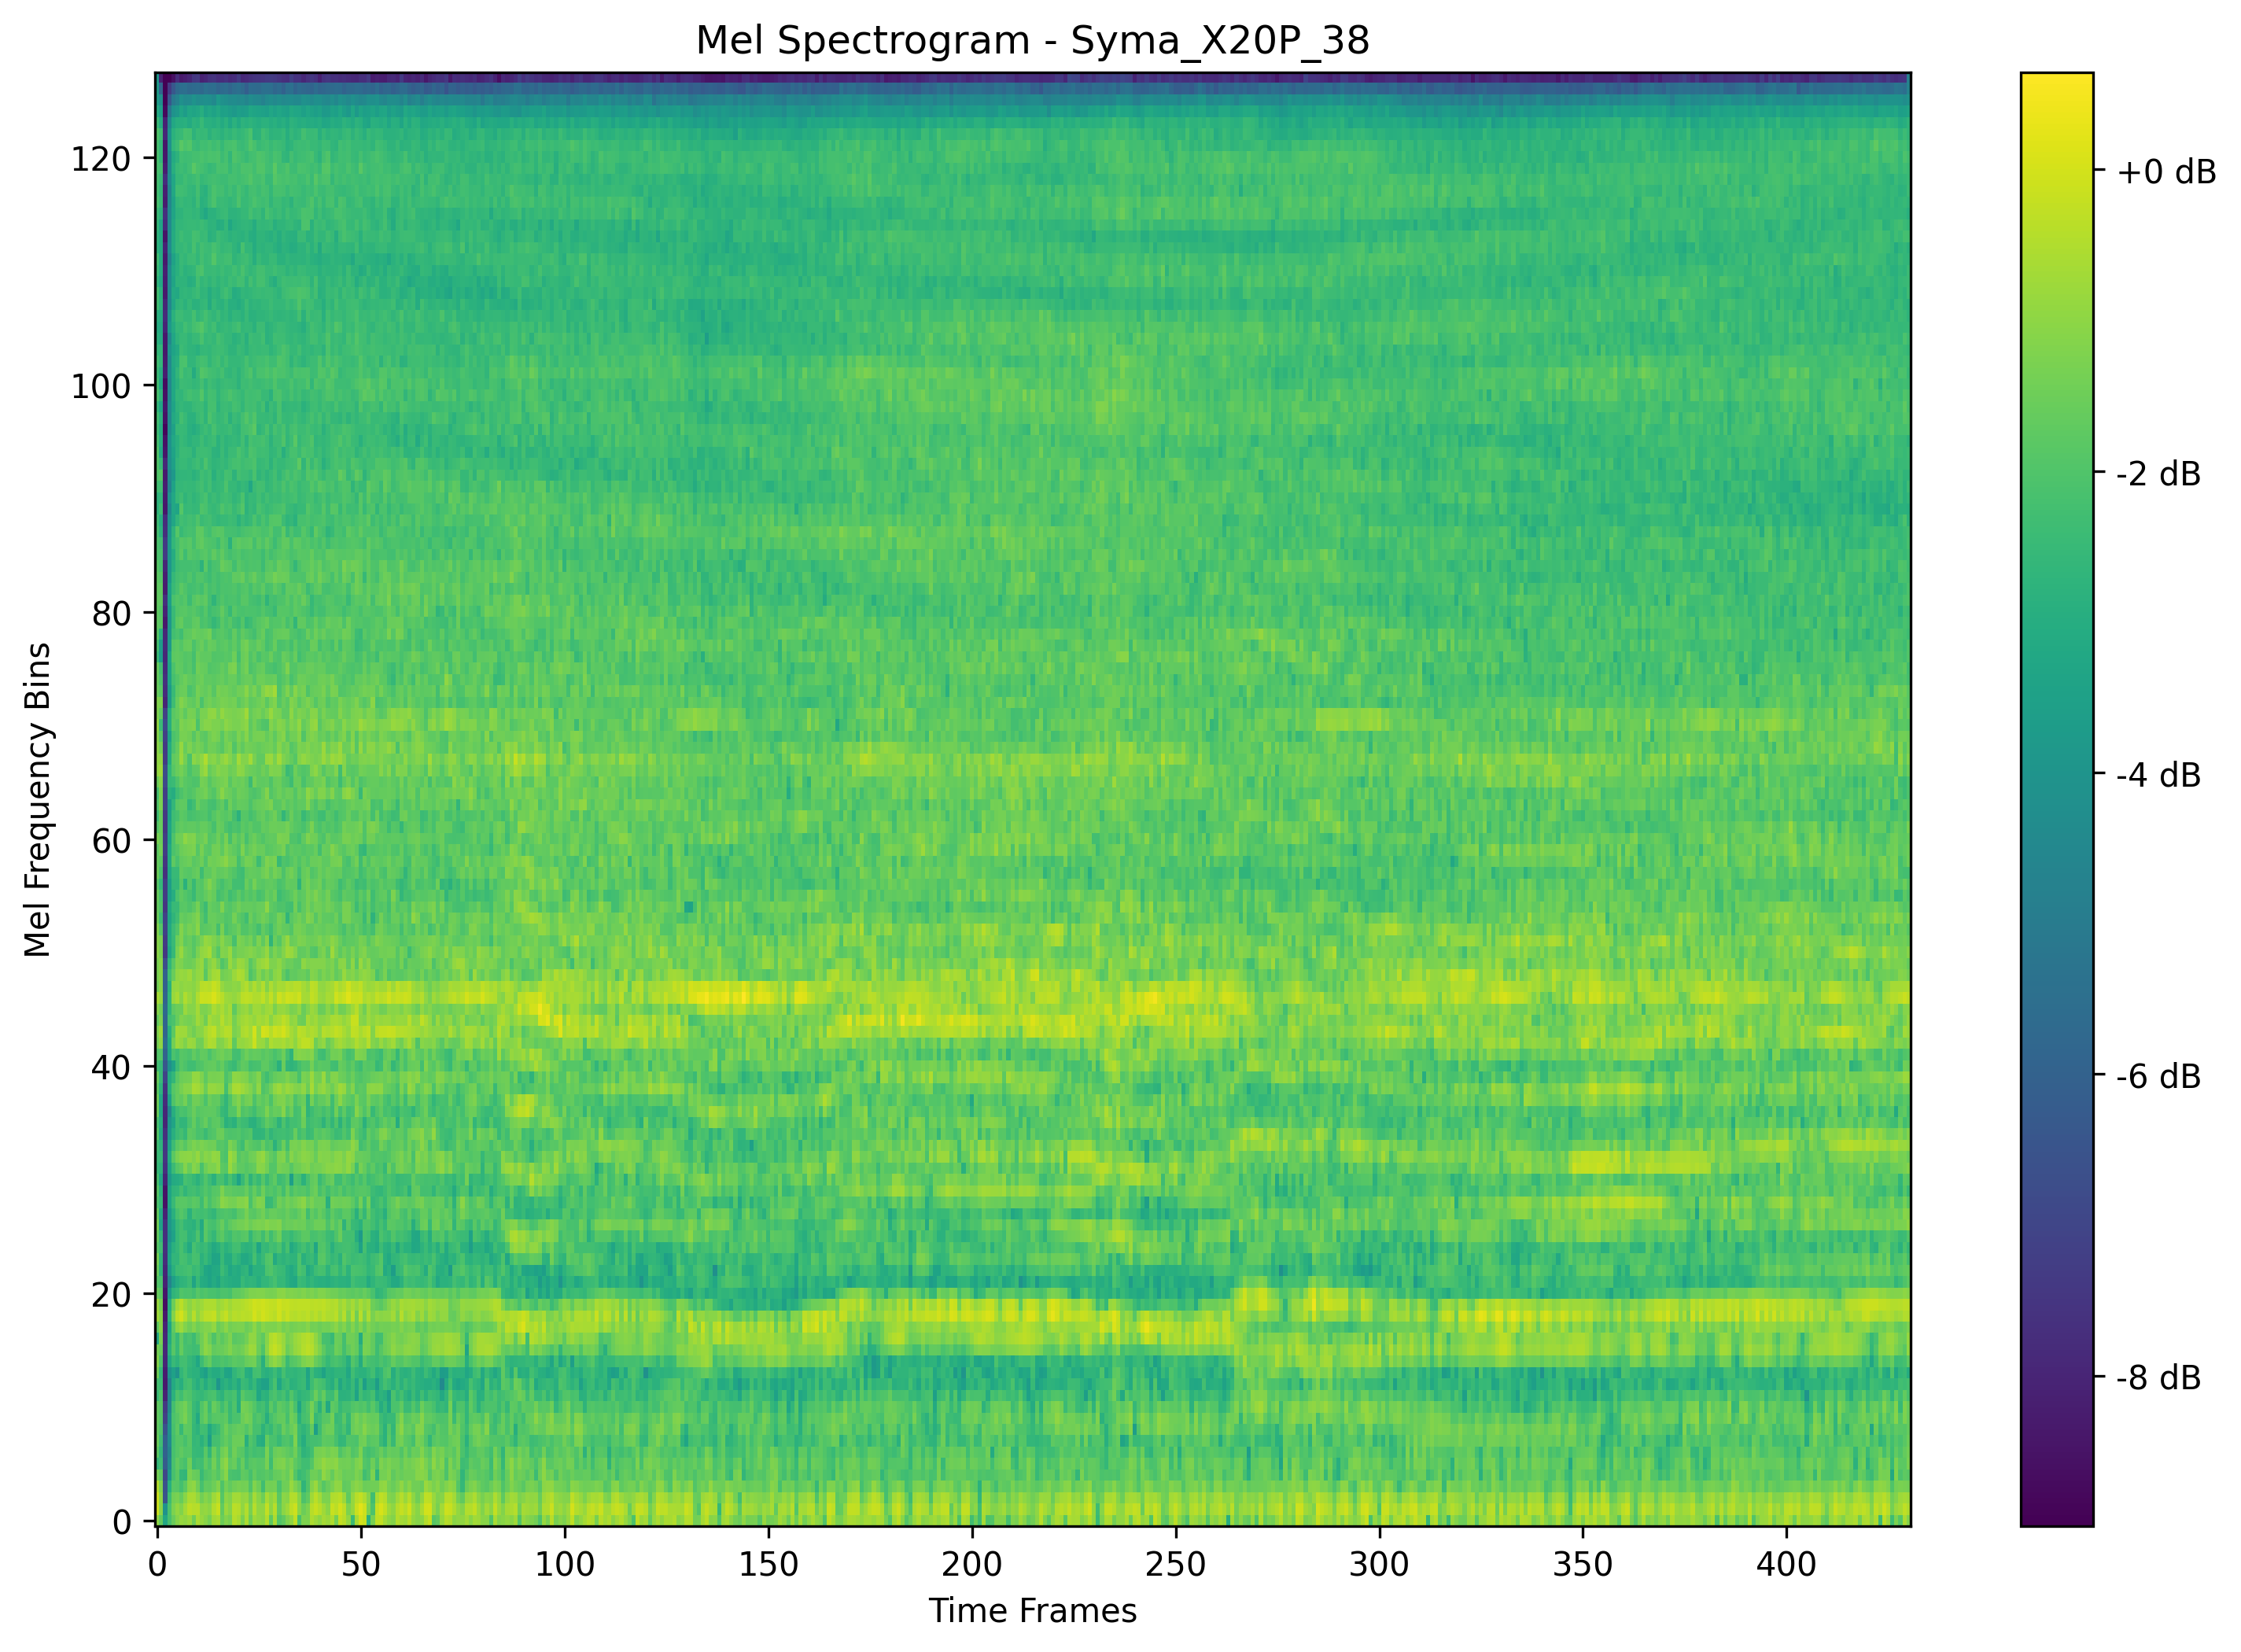 Mel Spectrogram - Syma_X20P_38
Mel Frequency Bins
120
100
80
60
40
20
0
0 50 100 150 200 250 300 350 400
Time Frames
+0 dB
-2 dB
-4 dB
-6 dB
-8 dB